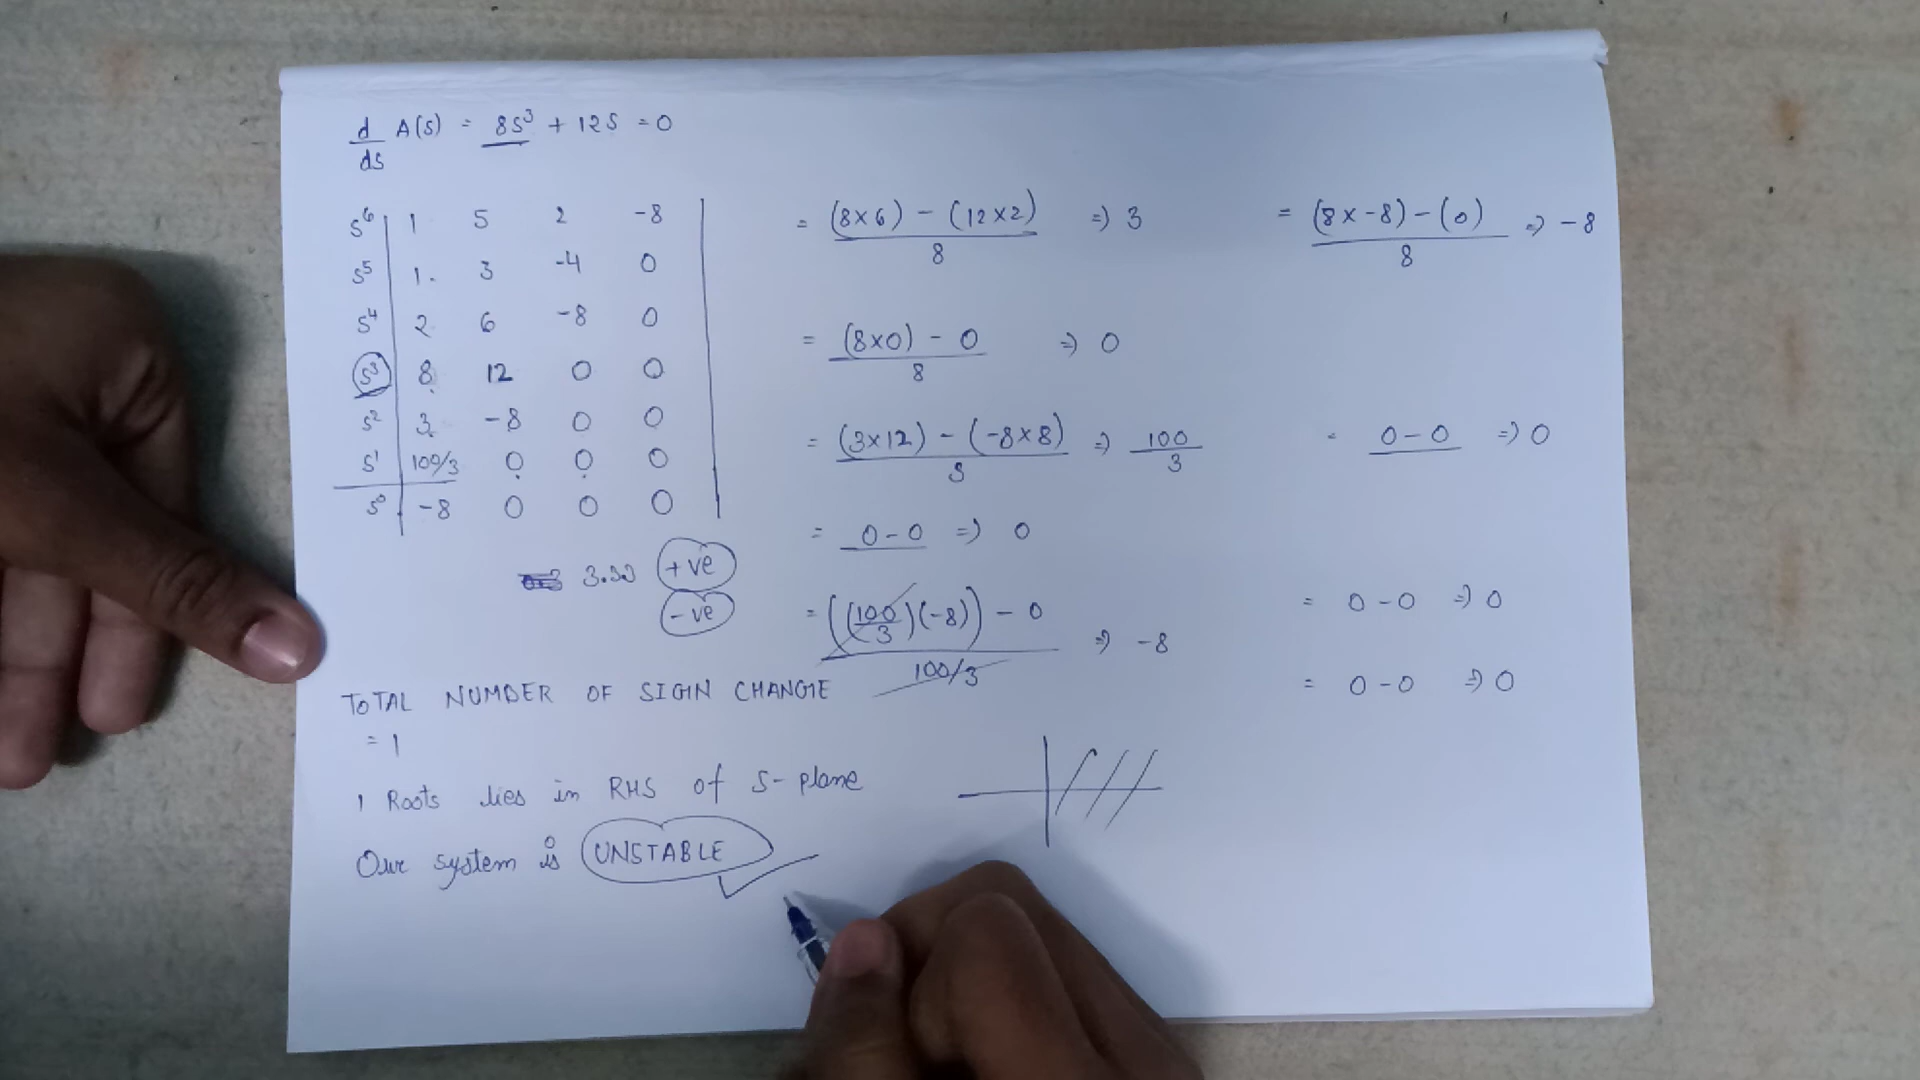 d/ds A(s) = 8s³ + 12s = 0
s⁶ 1 5 2 -8
s⁵ 1 3 -4 0
s⁴ 2 6 -8 0
s³ 8 12 0 0
s² 3 -8 0 0
s¹ 100/3 0 0 0
s⁰ -8 0 0 0
3.33 +ve
-ve
= (8×6) - (12×2) / 8 ⇒ 3
= (8×-8) - (0) / 8 ⇒ -8
= (8×0) - 0 / 8 ⇒ 0
= (3×12) - (-8×8) / 3 ⇒ 100/3
= 0-0 ⇒ 0
= 0-0 ⇒ 0
= ((100/3)(-8)) - 0 / 100/3 ⇒ -8
= 0-0 ⇒ 0
= 0-0 ⇒ 0
TOTAL NUMBER OF SIGN CHANGE
= 1
1 Roots lies in RHS of S-plane
Our system is UNSTABLE